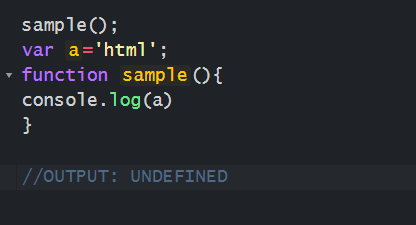 sample();
var a='html';
function sample(){
console.log(a)
}
//OUTPUT: UNDEFINED